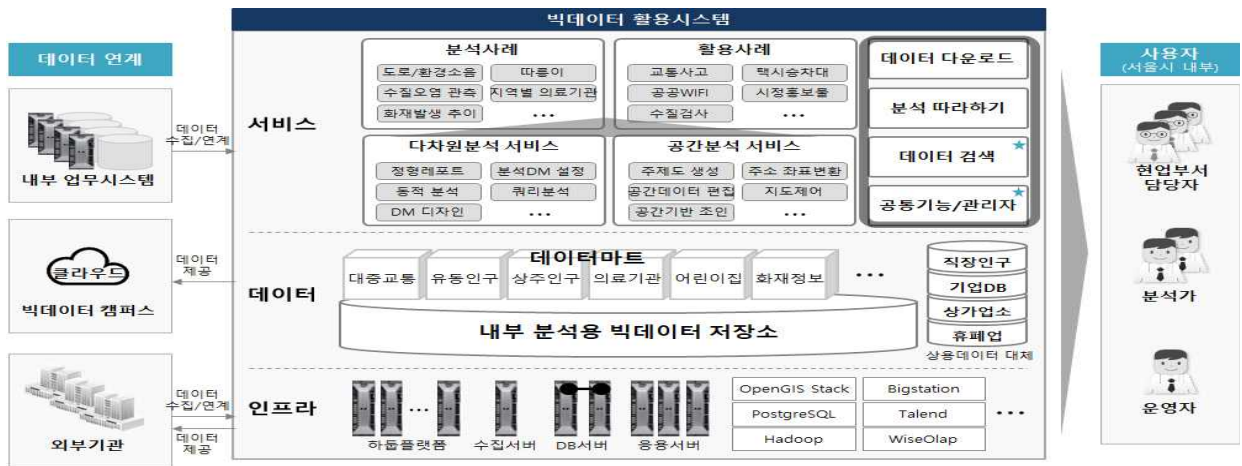 빅데이터 활용시스템
데이터 연계
데이터
수집/연계
내부 업무시스템
데이터
제공
클라우드
빅데이터 캠퍼스
데이터
수집/연계
데이터
제공
외부기관
서비스
분석사례
도로/환경소음
따릉이
수질오염 관측
지역별 의료기관
화재발생 추이
...
활용사례
교통사고
택시승차대
공공WIFI
시정홍보물
수질검사
...
다차원분석 서비스
정형레포트
분석DM 설정
동적 분석
쿼리분석
DM 디자인
...
공간분석 서비스
주제도 생성
주소 좌표변환
공간데이터 편집
지도제어
공간기반 조인
...
데이터 다운로드
분석 따라하기
데이터 검색
공통기능/관리자
데이터
데이터마트
대중교통
유동인구
상주인구
의료기관
어린이집
화재정보
...
내부 분석용 빅데이터 저장소
직장인구
기업DB
상가업소
휴폐업
상용데이터 대체
인프라
...
하둡플랫폼
수집서버
DB서버
응용서버
OpenGIS Stack
Bigstation
PostgreSQL
Talend
Hadoop
WiseOlap
...
사용자
(서울시 내부)
현업부서
담당자
분석가
운영자